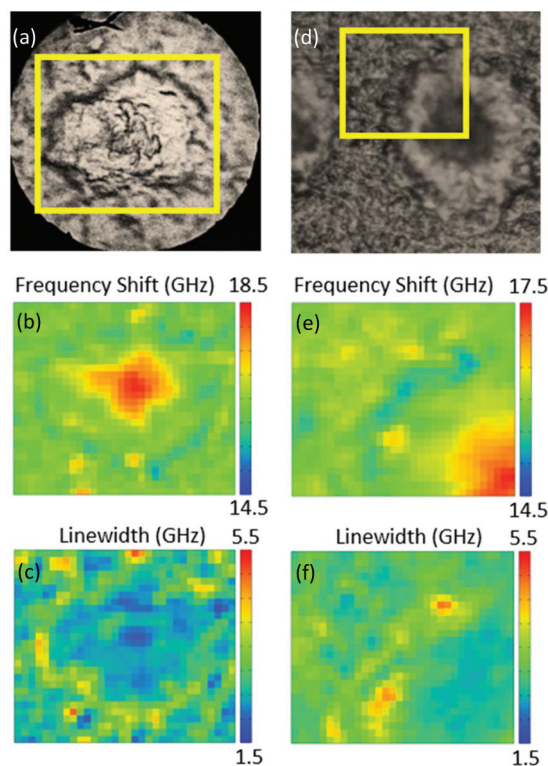 (a)
(d)
Frequency Shift (GHz) 18.5
(b)
14.5
Frequency Shift (GHz) 17.5
(e)
14.5
Linewidth (GHz) 5.5
(c)
1.5
Linewidth (GHz) 5.5
(f)
1.5